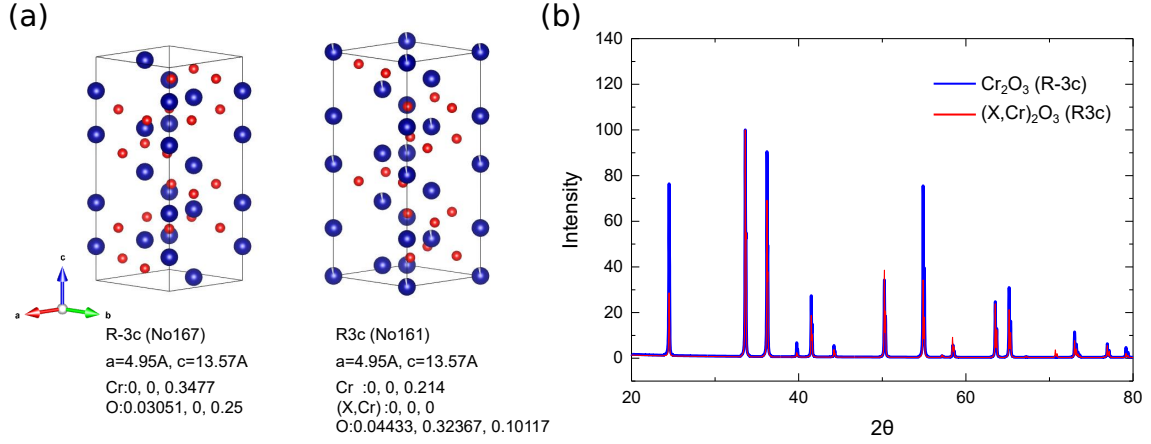 (a)
c
a
b
R-3c (No167)
a=4.95A, c=13.57A
Cr:0, 0, 0.3477
O:0.03051, 0, 0.25
R3c (No161)
a=4.95A, c=13.57A
Cr :0, 0, 0.214
(X,Cr) :0, 0, 0
O:0.04433, 0.32367, 0.10117
(b)
140
120
100
80
60
40
20
0
Intensity
Cr₂O₃ (R-3c)
(X,Cr)₂O₃ (R3c)
20
40
60
80
2θ